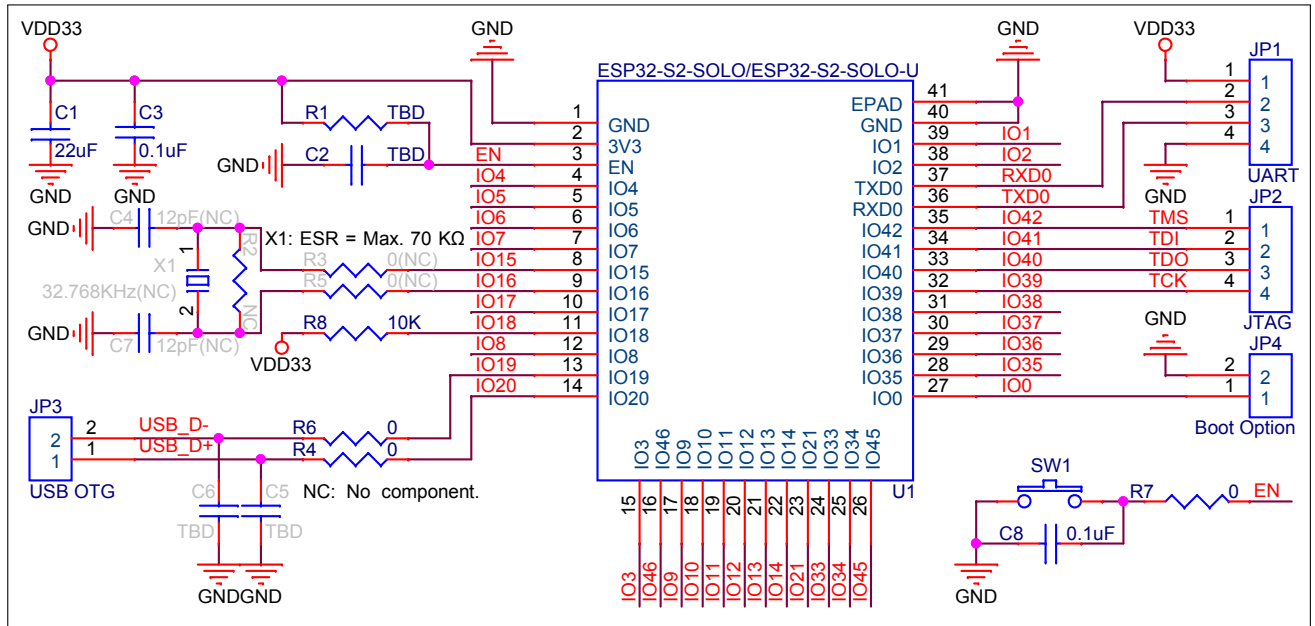 VDD33
C1
22uF
GND
C3
0.1uF
GND
R1
TBD
GND
C2
TBD
EN
IO4
IO5
IO6
IO7
IO15
IO16
IO17
IO18
IO8
IO19
IO20
GND
C4
12pF(NC)
1
X1
32.768KHz(NC)
2
R2
NC
GND
C7
12pF(NC)
X1: ESR = Max. 70 KΩ
R3
0(NC)
R5
0(NC)
R8
10K
VDD33
JP3
2
1
2
1
USB OTG
USB_D-
USB_D+
R6
0
R4
0
C6
TBD
C5
TBD
GND
GND
NC: No component.
GND
ESP32-S2-SOLO/ESP32-S2-SOLO-U
1
GND
2
3V3
3
EN
4
IO4
5
IO5
6
IO6
7
IO7
8
IO15
9
IO16
10
IO17
11
IO18
12
IO8
13
IO19
14
IO20
IO3
IO46
IO9
IO10
IO11
IO12
IO13
IO14
IO21
IO33
IO34
IO45
15
16
17
18
19
20
21
22
23
24
25
26
IO3
IO46
IO9
IO10
IO11
IO12
IO13
IO14
IO21
IO33
IO34
IO45
U1
EPAD
41
GND
40
IO1
39
IO1
IO2
38
IO2
TXD0
37
RXD0
RXD0
36
TXD0
IO42
35
IO42
TMS
IO41
34
IO41
TDI
IO40
33
IO40
TDO
IO39
32
IO39
TCK
IO38
31
IO38
IO37
30
IO37
IO36
29
IO36
IO35
28
IO35
IO0
27
IO0
GND
VDD33
JP1
1
1
2
2
3
3
4
4
UART
GND
JP2
1
1
2
2
3
3
4
4
JTAG
GND
JP4
2
2
1
1
Boot Option
SW1
R7
0
EN
C8
0.1uF
GND